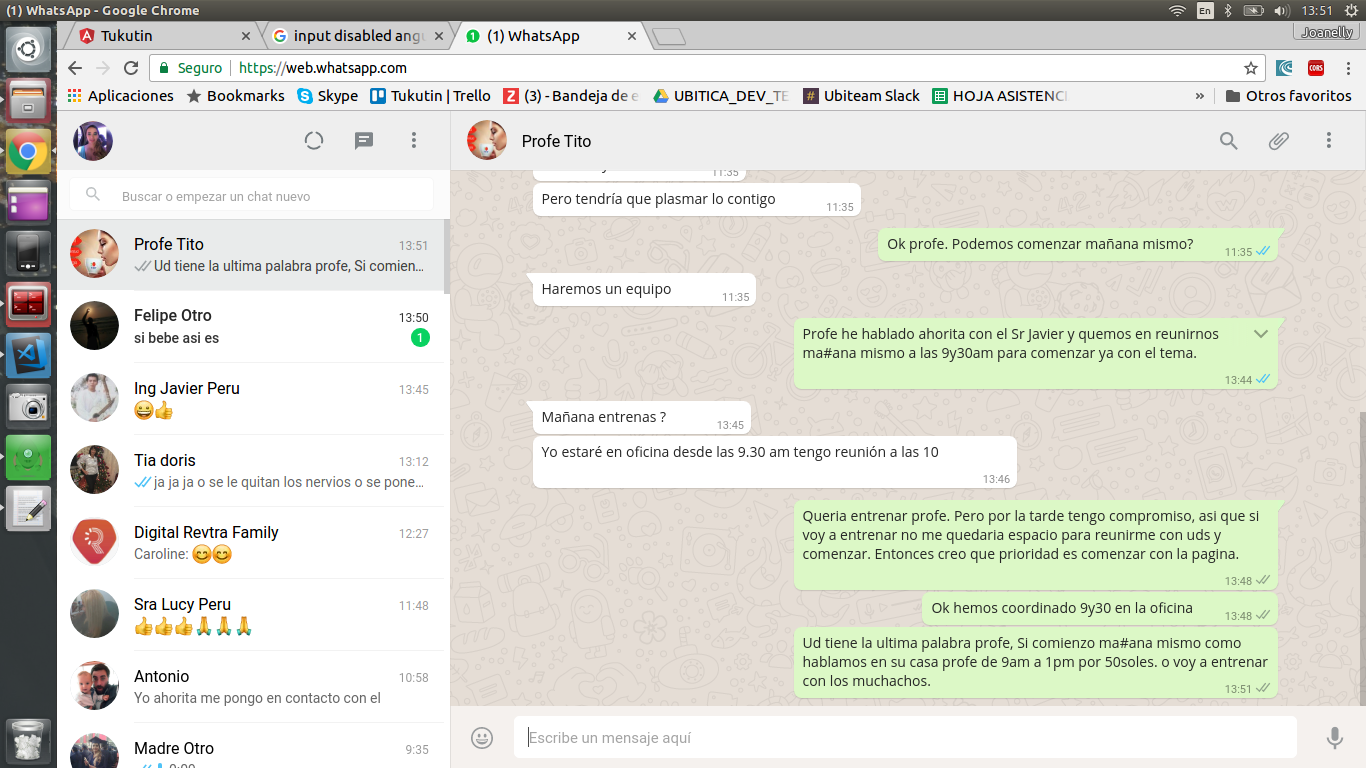 (1) WhatsApp - Google Chrome
En
13:51
Tukutin
input disabled angu
(1) WhatsApp
Joanelly
Seguro
https://web.whatsapp.com
Aplicaciones
Bookmarks
Skype
Tukutin | Trello
(3) - Bandeja de e
UBITICA_DEV_TE
Ubiteam Slack
HOJA ASISTENCI
»
Otros favoritos
CORS
Buscar o empezar un chat nuevo
Profe Tito
13:51
Ud tiene la ultima palabra profe, Si comien...
Felipe Otro
13:50
si bebe asi es
1
Ing Javier Peru
13:45
😀👍
Tia doris
13:12
ja ja ja o se le quitan los nervios o se pone...
Digital Revtra Family
12:27
Caroline: 😊😊
Sra Lucy Peru
11:48
👍👍👍🙏🙏🙏
Antonio
10:58
Yo ahorita me pongo en contacto con el
Madre Otro
9:35
Profe Tito
11:35
Pero tendría que plasmar lo contigo
11:35
Ok profe. Podemos comenzar mañana mismo?
11:35
Haremos un equipo
11:35
Profe he hablado ahorita con el Sr Javier y quemos en reunirnos
ma#ana mismo a las 9y30am para comenzar ya con el tema.
13:44
Mañana entrenas ?
13:45
Yo estaré en oficina desde las 9.30 am tengo reunión a las 10
13:46
Queria entrenar profe. Pero por la tarde tengo compromiso, asi que si
voy a entrenar no me quedaria espacio para reunirme con uds y
comenzar. Entonces creo que prioridad es comenzar con la pagina.
13:48
Ok hemos coordinado 9y30 en la oficina
13:48
Ud tiene la ultima palabra profe, Si comienzo ma#ana mismo como
hablamos en su casa profe de 9am a 1pm por 50soles. o voy a entrenar
con los muchachos.
13:51
Escribe un mensaje aquí